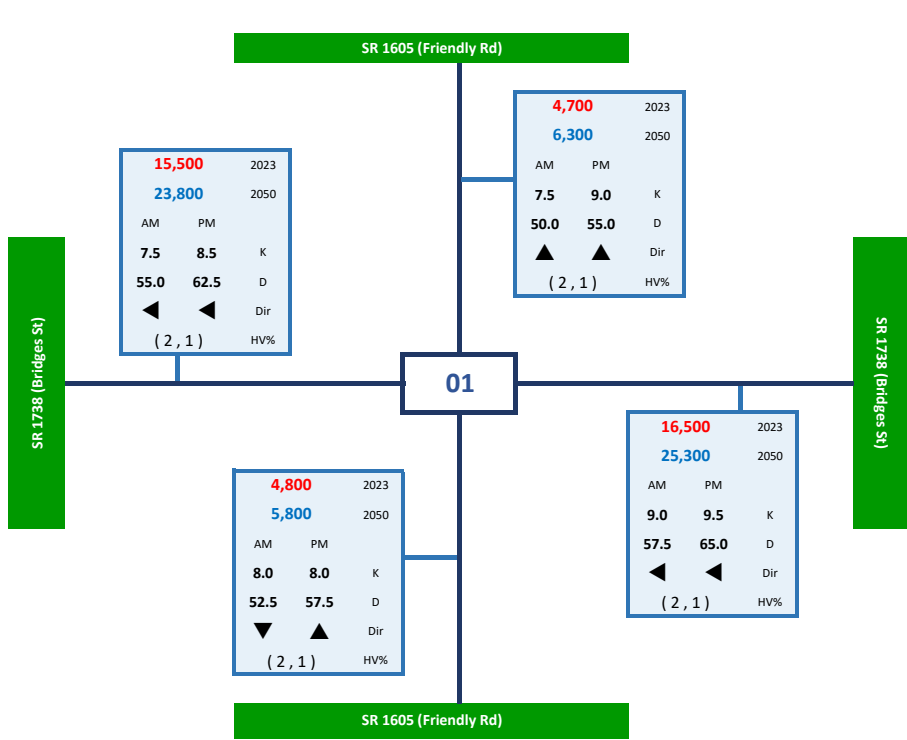 SR 1605 (Friendly Rd)
4,700 2023
6,300 2050
AM PM
7.5 9.0 K
50.0 55.0 D
▲ ▲ Dir
( 2 , 1 ) HV%
15,500 2023
23,800 2050
AM PM
7.5 8.5 K
55.0 62.5 D
◀ ◀ Dir
( 2 , 1 ) HV%
SR 1738 (Bridges St)
01
SR 1738 (Bridges St)
16,500 2023
25,300 2050
AM PM
9.0 9.5 K
57.5 65.0 D
◀ ◀ Dir
( 2 , 1 ) HV%
4,800 2023
5,800 2050
AM PM
8.0 8.0 K
52.5 57.5 D
▼ ▲ Dir
( 2 , 1 ) HV%
SR 1605 (Friendly Rd)